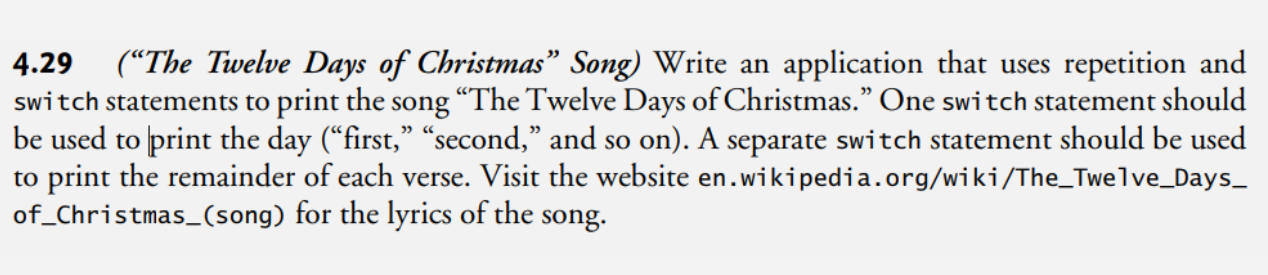 4.29 (“The Twelve Days of Christmas” Song) Write an application that uses repetition and
switch statements to print the song “The Twelve Days of Christmas.” One switch statement should
be used to print the day (“first,” “second,” and so on). A separate switch statement should be used
to print the remainder of each verse. Visit the website en.wikipedia.org/wiki/The_Twelve_Days_
of_Christmas_(song) for the lyrics of the song.